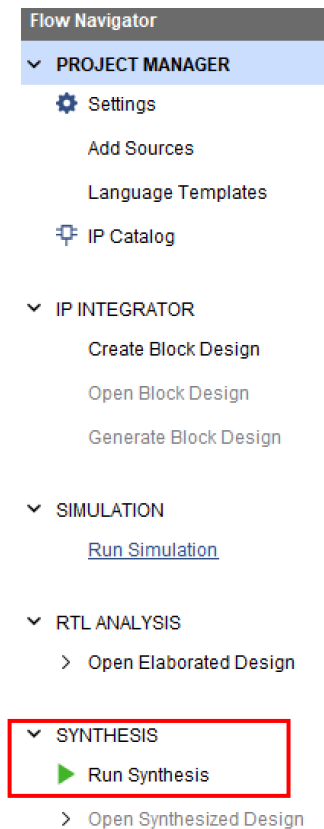 Flow Navigator
PROJECT MANAGER
Settings
Add Sources
Language Templates
IP Catalog
IP INTEGRATOR
Create Block Design
Open Block Design
Generate Block Design
SIMULATION
Run Simulation
RTL ANALYSIS
Open Elaborated Design
SYNTHESIS
Run Synthesis
Open Synthesized Design